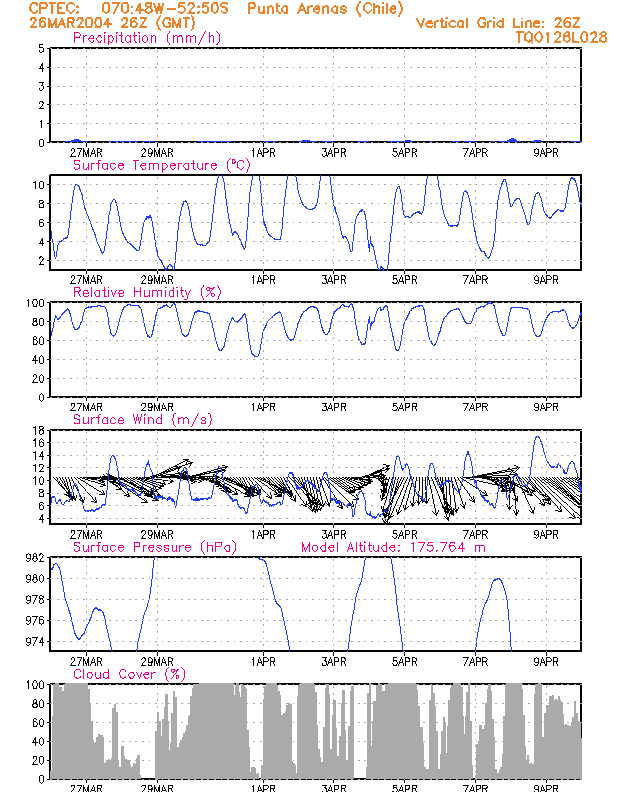 CPTEC: 070:48W-52:50S Punta Arenas (Chile)
26MAR2004 26Z (GMT) Vertical Grid Line: 26Z
Precipitation (mm/h) TQ0126L028
5
4
3
2
1
0
27MAR 29MAR 1APR 3APR 5APR 7APR 9APR
Surface Temperature (°C)
10
8
6
4
2
27MAR 29MAR 1APR 3APR 5APR 7APR 9APR
Relative Humidity (%)
100
80
60
40
20
0
27MAR 29MAR 1APR 3APR 5APR 7APR 9APR
Surface Wind (m/s)
18
16
14
12
10
8
6
4
27MAR 29MAR 1APR 3APR 5APR 7APR 9APR
Surface Pressure (hPa) Model Altitude: 175.764 m
982
980
978
976
974
27MAR 29MAR 1APR 3APR 5APR 7APR 9APR
Cloud Cover (%)
100
80
60
40
20
0
27MAR 29MAR 1APR 3APR 5APR 7APR 9APR